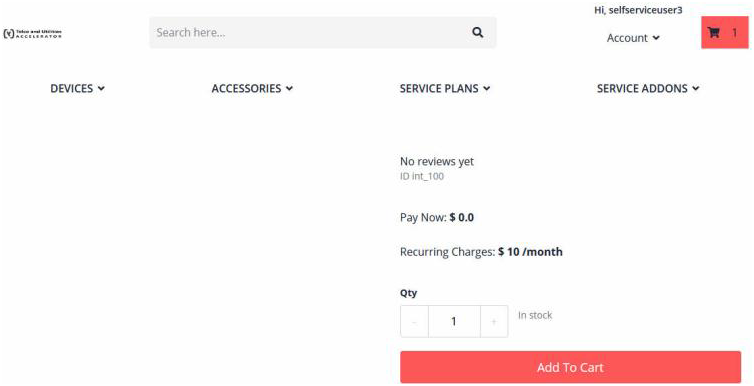 Hi, selfserviceuser3
Telco and Utilities
ACCELERATOR
Search here...
Account
1
DEVICES
ACCESSORIES
SERVICE PLANS
SERVICE ADDONS
No reviews yet
ID int_100
Pay Now: $ 0.0
Recurring Charges: $ 10 /month
Qty
- 1 +
In stock
Add To Cart